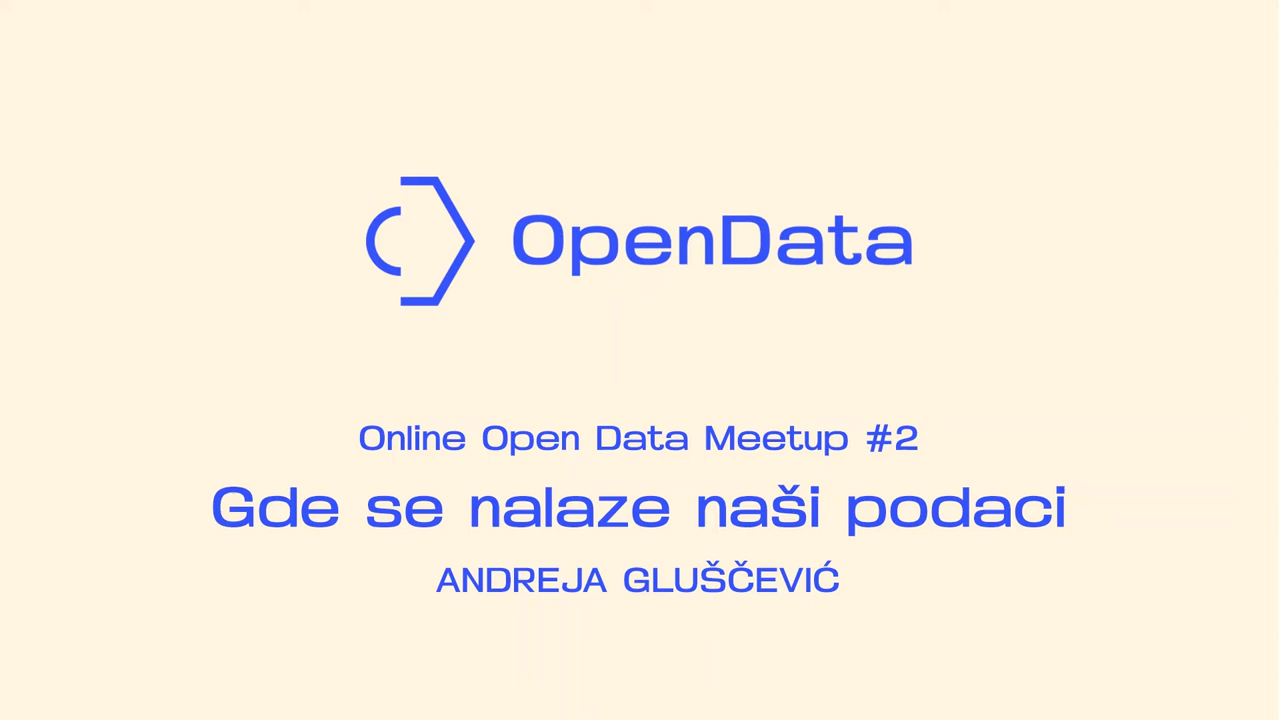 OpenData
Online Open Data Meetup #2
Gde se nalaze naši podaci
ANDREJA GLUŠČEVIĆ